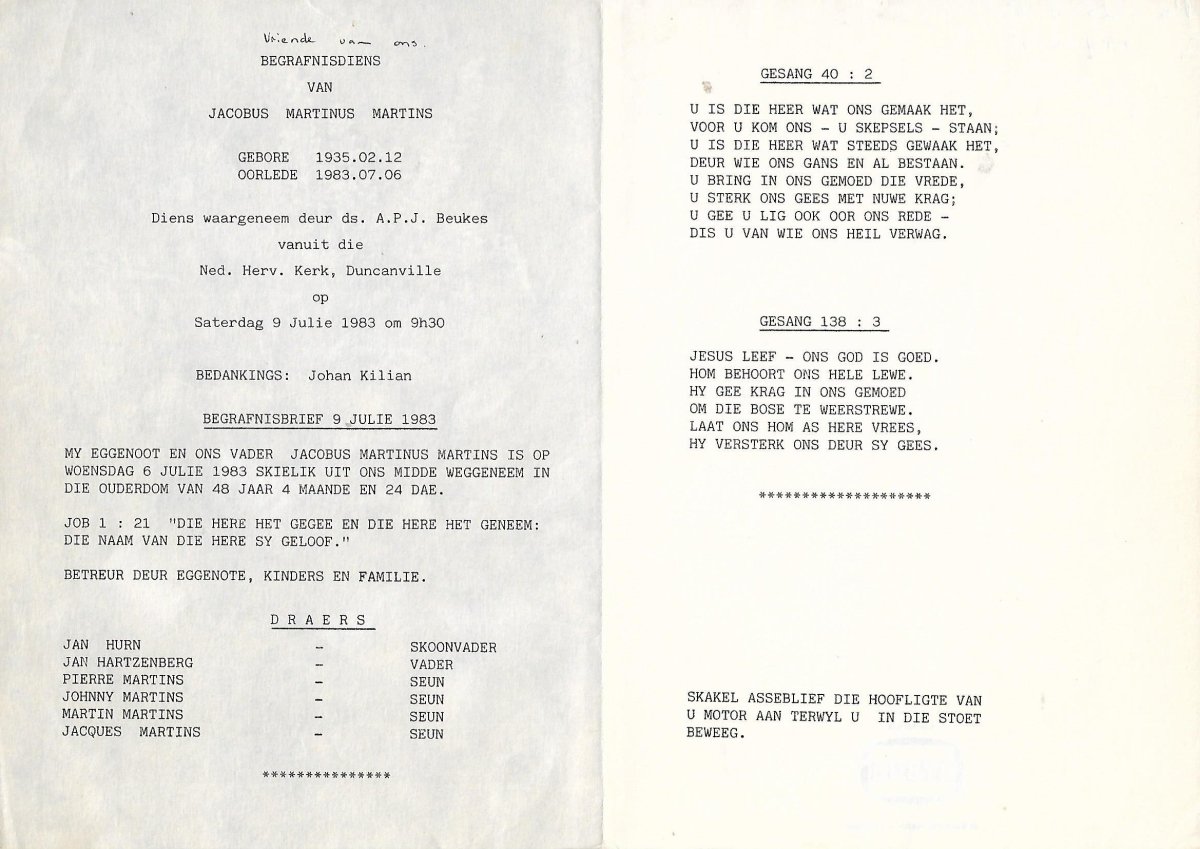 Vriende van ons.
BEGRAFNISDIENS
VAN
JACOBUS MARTINUS MARTINS
GEBORE 1935.02.12
OORLEDE 1983.07.06
Diens waargeneem deur ds. A.P.J. Beukes
vanuit die
Ned. Herv. Kerk, Duncanville
op
Saterdag 9 Julie 1983 om 9h30
BEDANKINGS: Johan Kilian
BEGRAFNISBRIEF 9 JULIE 1983
MY EGGENOOT EN ONS VADER JACOBUS MARTINUS MARTINS IS OP
WOENSDAG 6 JULIE 1983 SKIELIK UIT ONS MIDDE WEGGENEEM IN
DIE OUDERDOM VAN 48 JAAR 4 MAANDE EN 24 DAE.
JOB 1 : 21 "DIE HERE HET GEGEE EN DIE HERE HET GENEEM:
DIE NAAM VAN DIE HERE SY GELOOF."
BETREUR DEUR EGGENOTE, KINDERS EN FAMILIE.
D R A E R S
JAN HURN - SKOONVADER
JAN HARTZENBERG - VADER
PIERRE MARTINS - SEUN
JOHNNY MARTINS - SEUN
MARTIN MARTINS - SEUN
JACQUES MARTINS - SEUN
***************
GESANG 40 : 2
U IS DIE HEER WAT ONS GEMAAK HET,
VOOR U KOM ONS - U SKEPSELS - STAAN;
U IS DIE HEER WAT STEEDS GEWAAK HET,
DEUR WIE ONS GANS EN AL BESTAAN.
U BRING IN ONS GEMOED DIE VREDE,
U STERK ONS GEES MET NUWE KRAG;
U GEE U LIG OOK OOR ONS REDE -
DIS U VAN WIE ONS HEIL VERWAG.
GESANG 138 : 3
JESUS LEEF - ONS GOD IS GOED.
HOM BEHOORT ONS HELE LEWE.
HY GEE KRAG IN ONS GEMOED
OM DIE BOSE TE WEERSTREWE.
LAAT ONS HOM AS HERE VREES,
HY VERSTERK ONS DEUR SY GEES.
********************
SKAKEL ASSEBLIEF DIE HOOFLIGTE VAN
U MOTOR AAN TERWYL U IN DIE STOET
BEWEEG.